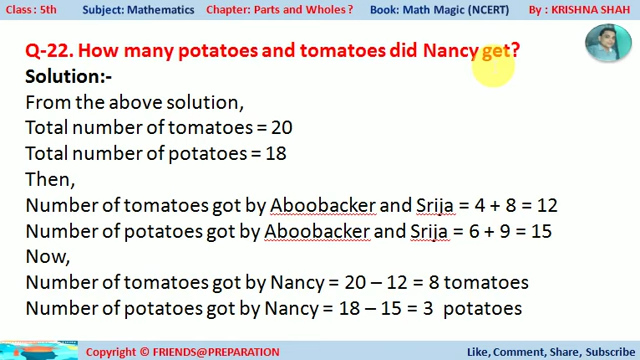 Class : 5th Subject: Mathematics Chapter: Parts and Wholes ? Book: Math Magic (NCERT) By : KRISHNA SHAH
Q-22. How many potatoes and tomatoes did Nancy get?
Solution:-
From the above solution,
Total number of tomatoes = 20
Total number of potatoes = 18
Then,
Number of tomatoes got by Aboobacker and Srija = 4 + 8 = 12
Number of potatoes got by Aboobacker and Srija = 6 + 9 = 15
Now,
Number of tomatoes got by Nancy = 20 – 12 = 8 tomatoes
Number of potatoes got by Nancy = 18 – 15 = 3 potatoes
Copyright © FRIENDS@PREPARATION Like, Comment, Share, Subscribe